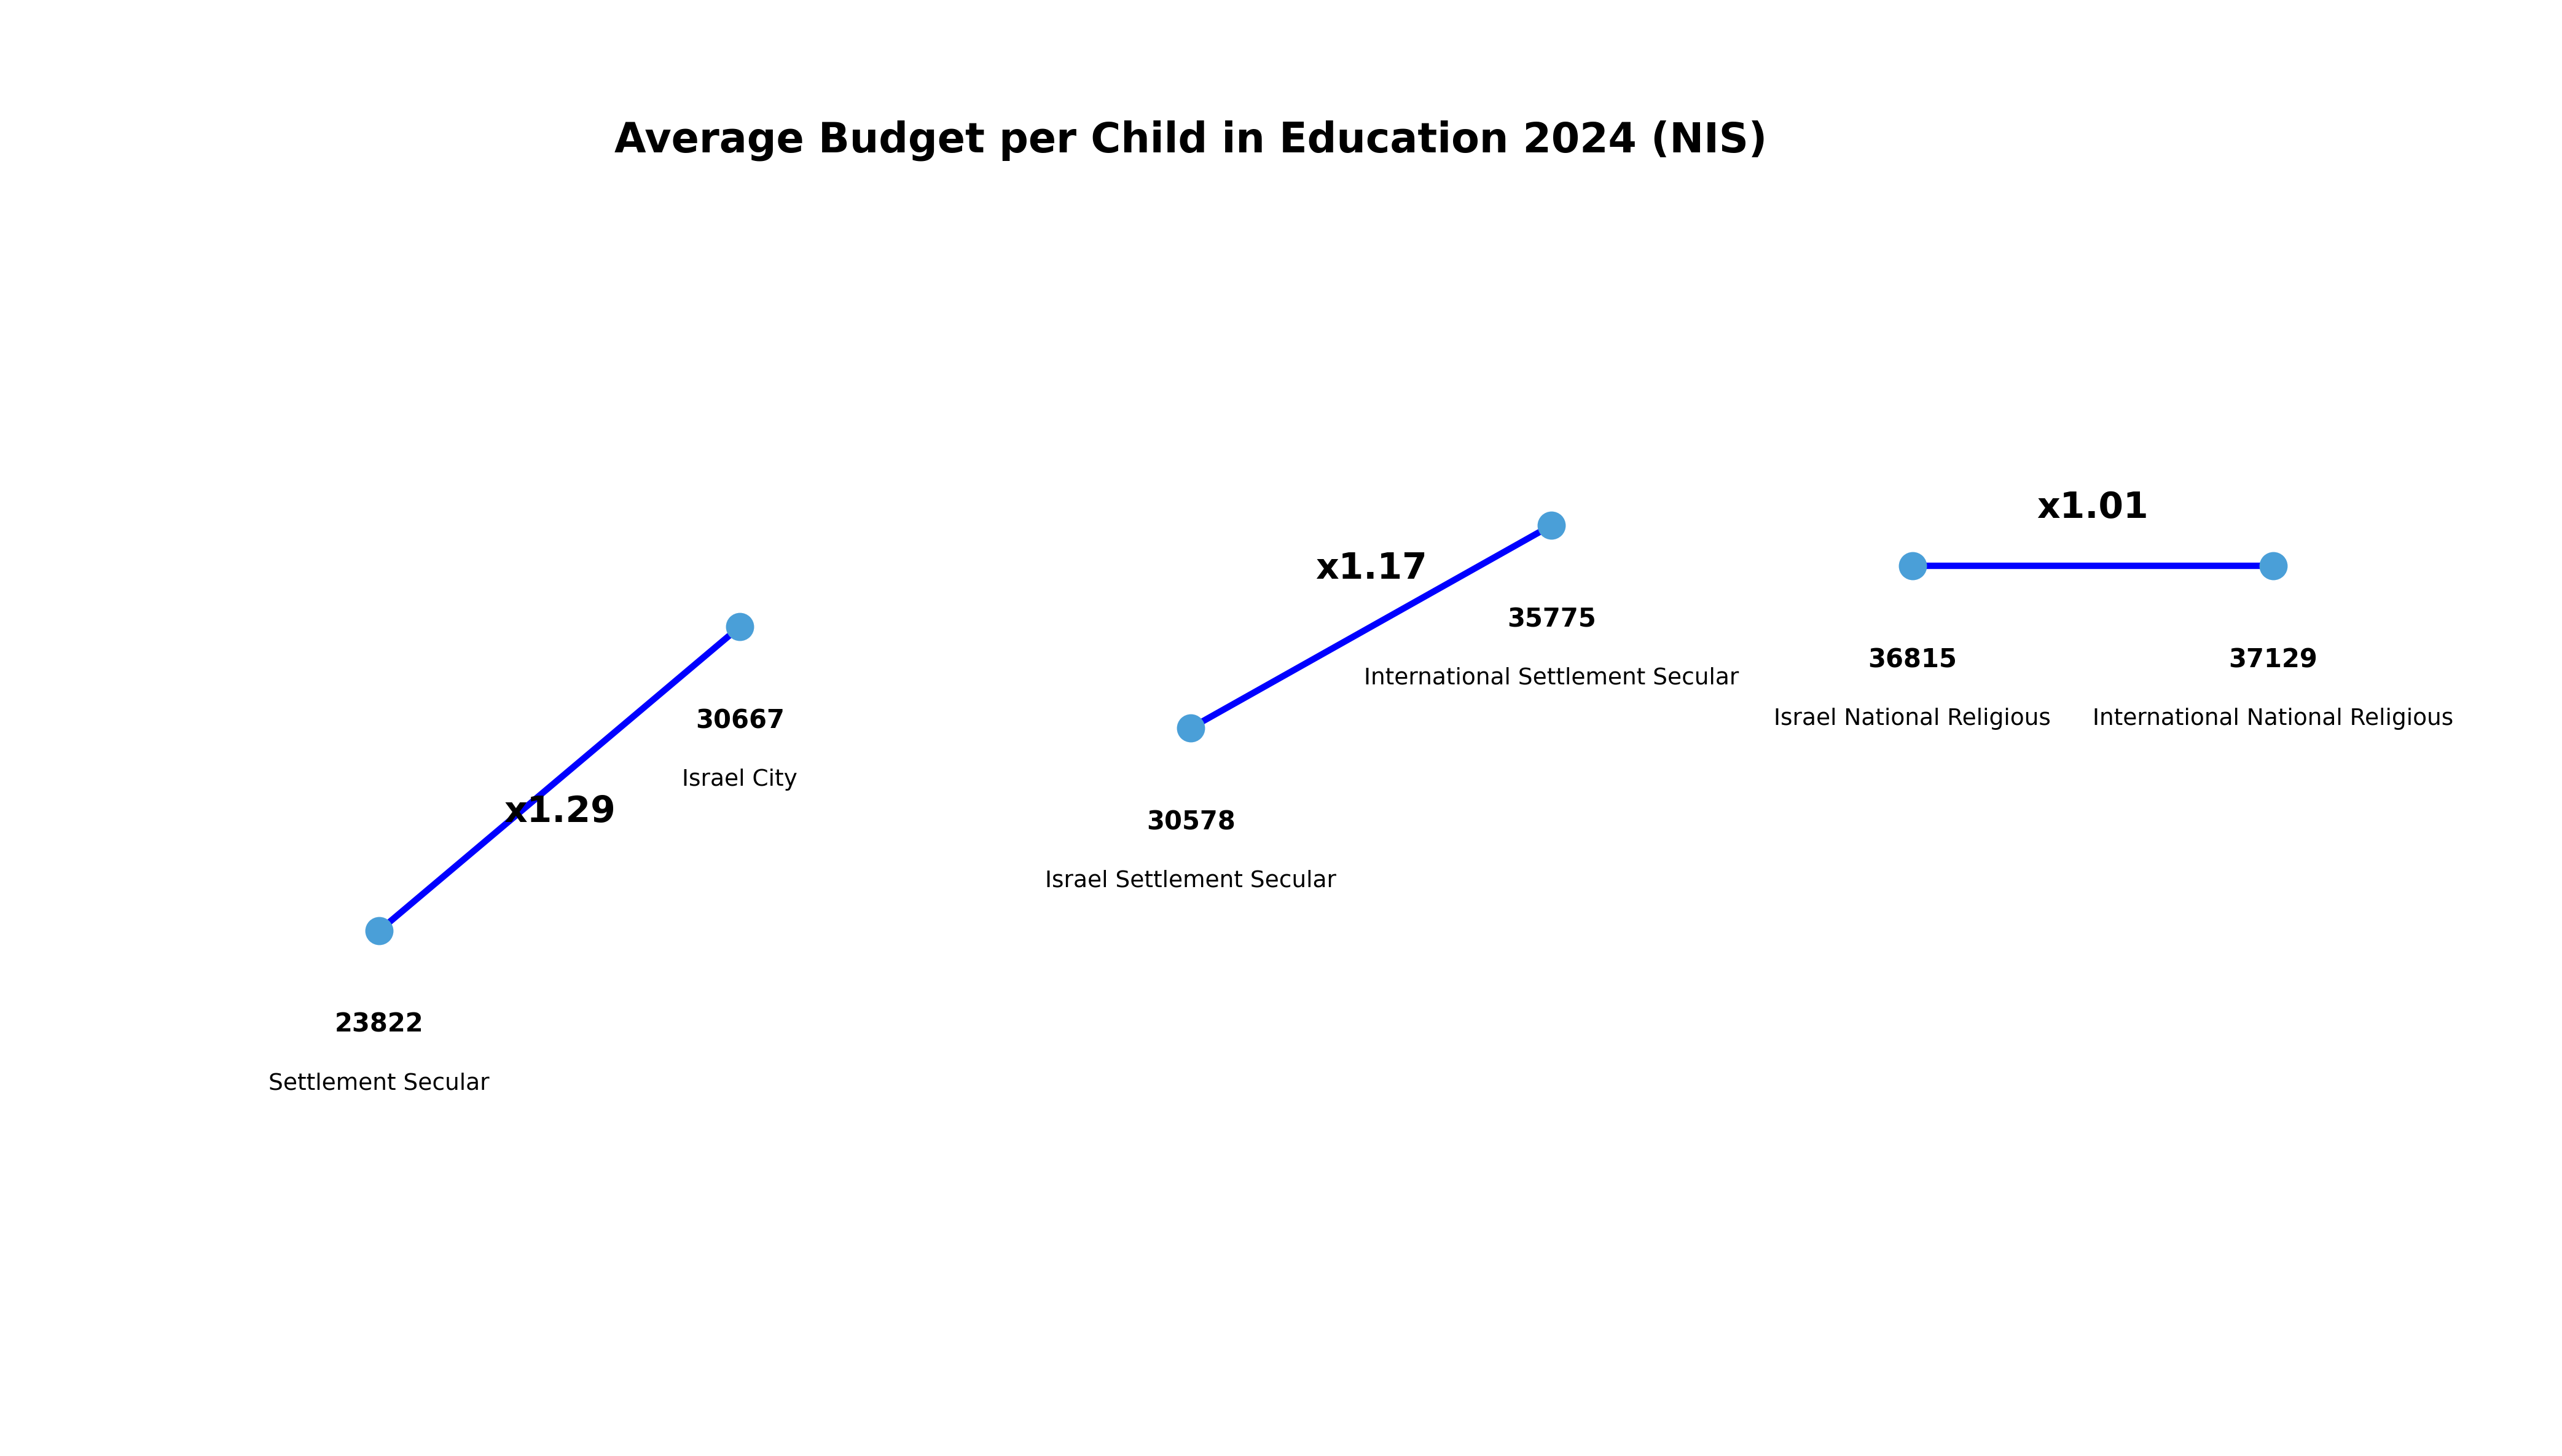 Average Budget per Child in Education 2024 (NIS)
x1.29
23822
Settlement Secular
30667
Israel City
x1.17
30578
Israel Settlement Secular
35775
International Settlement Secular
x1.01
36815
Israel National Religious
37129
International National Religious